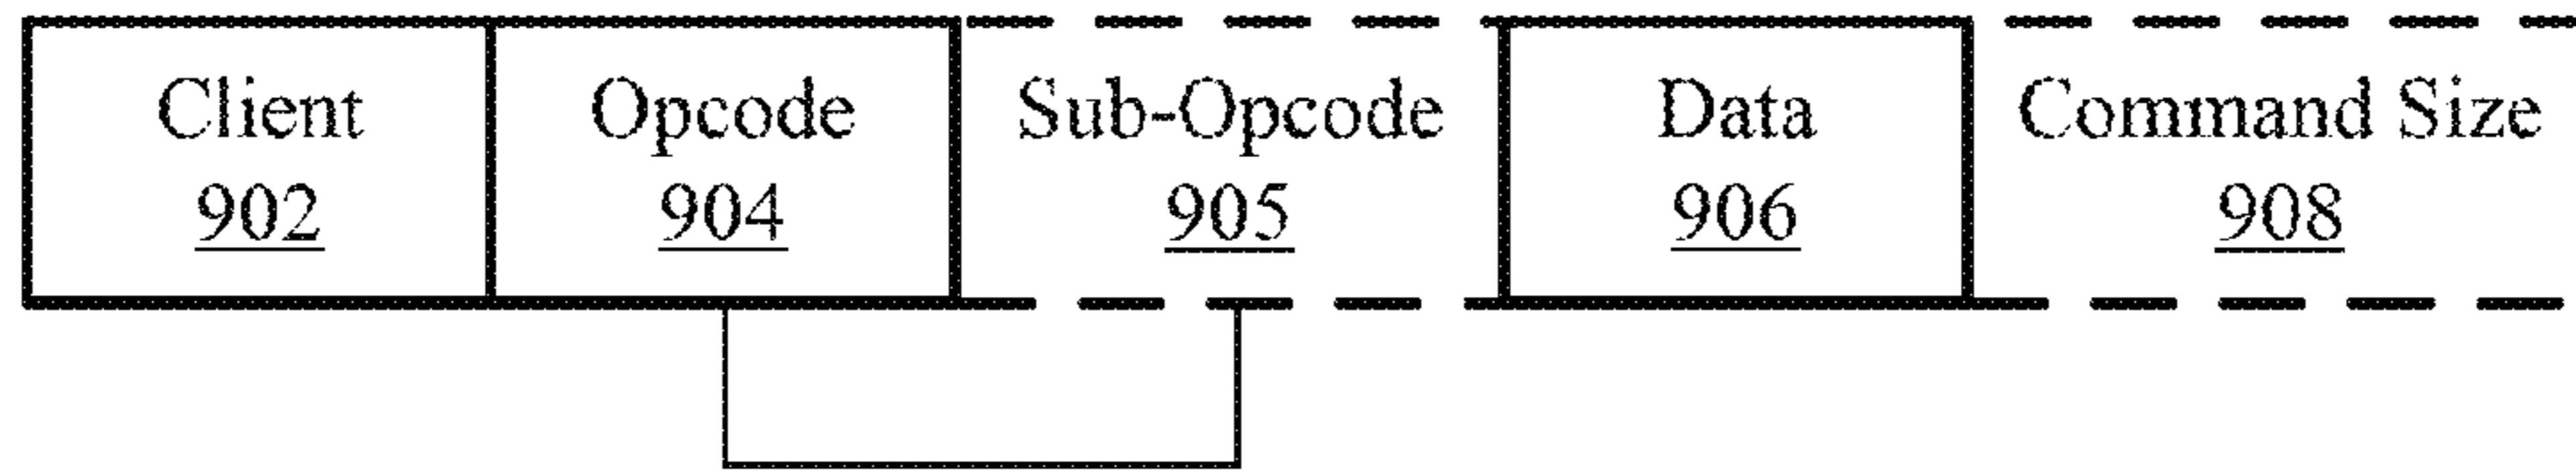 Client Opcode Sub-Opcode Data Command Size
902 904 905 906 908